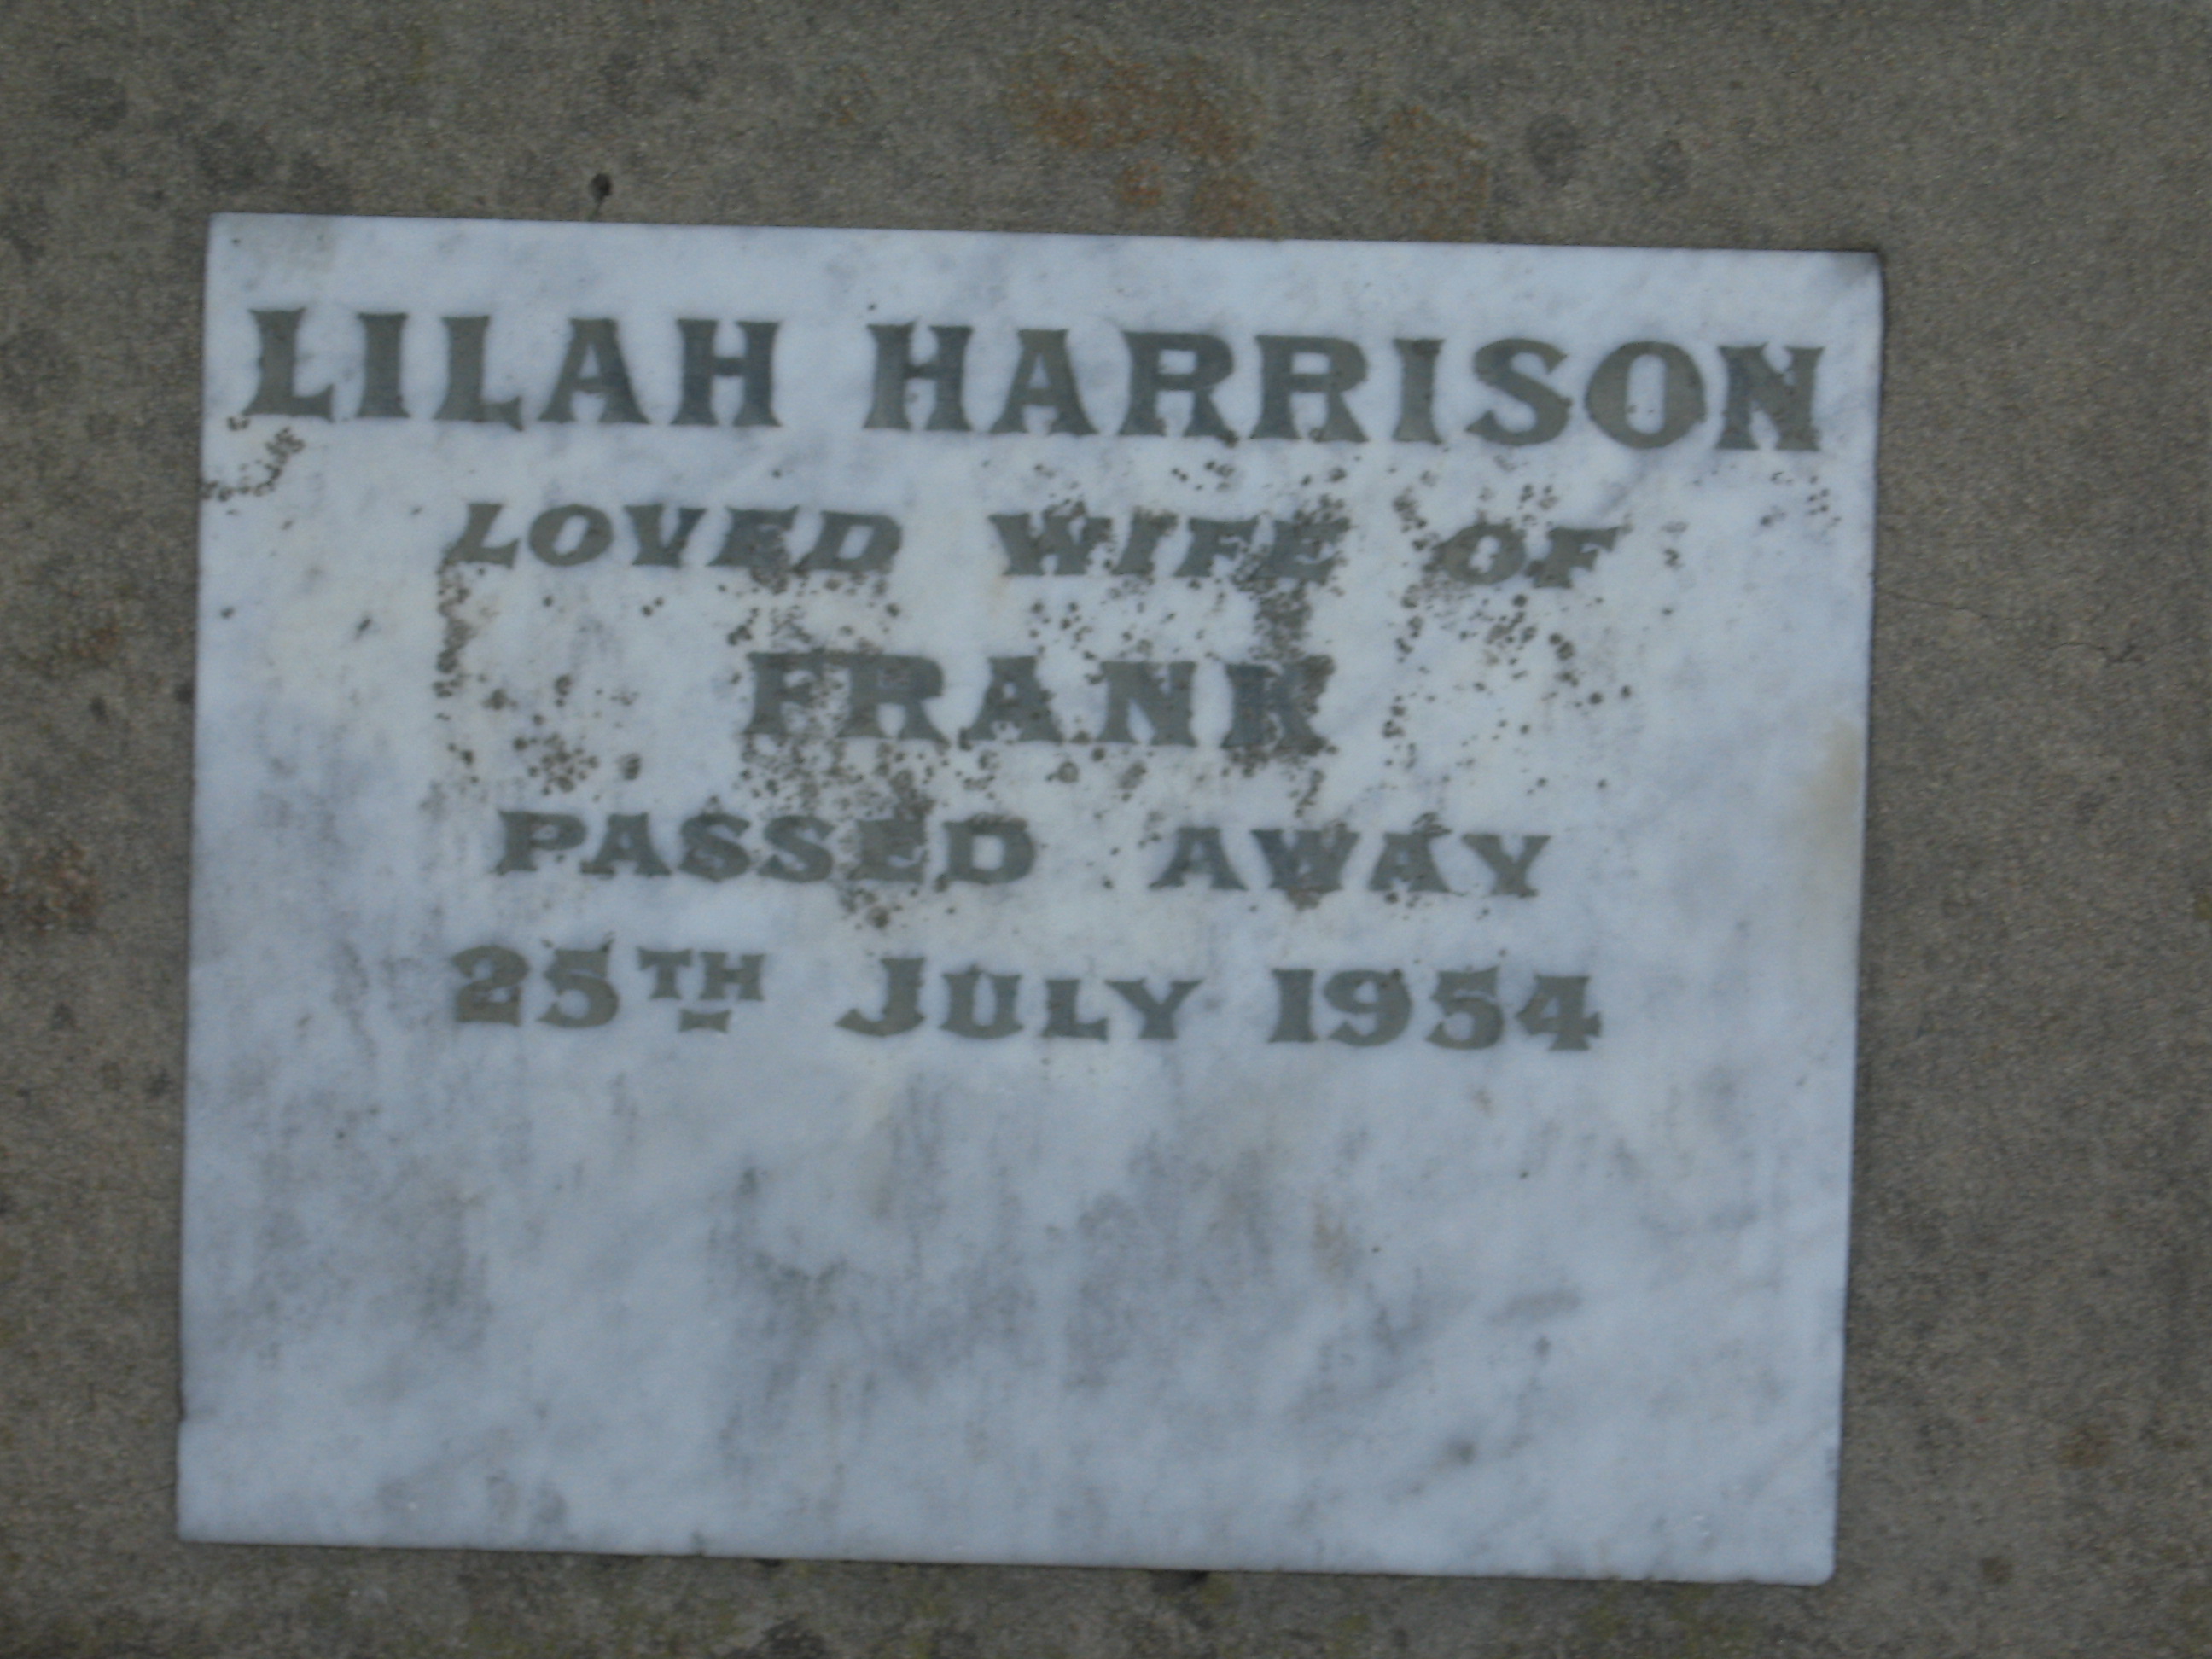 LILAH HARRISON
LOVED WIFE OF
FRANK
PASSED AWAY
25TH JULY 1954